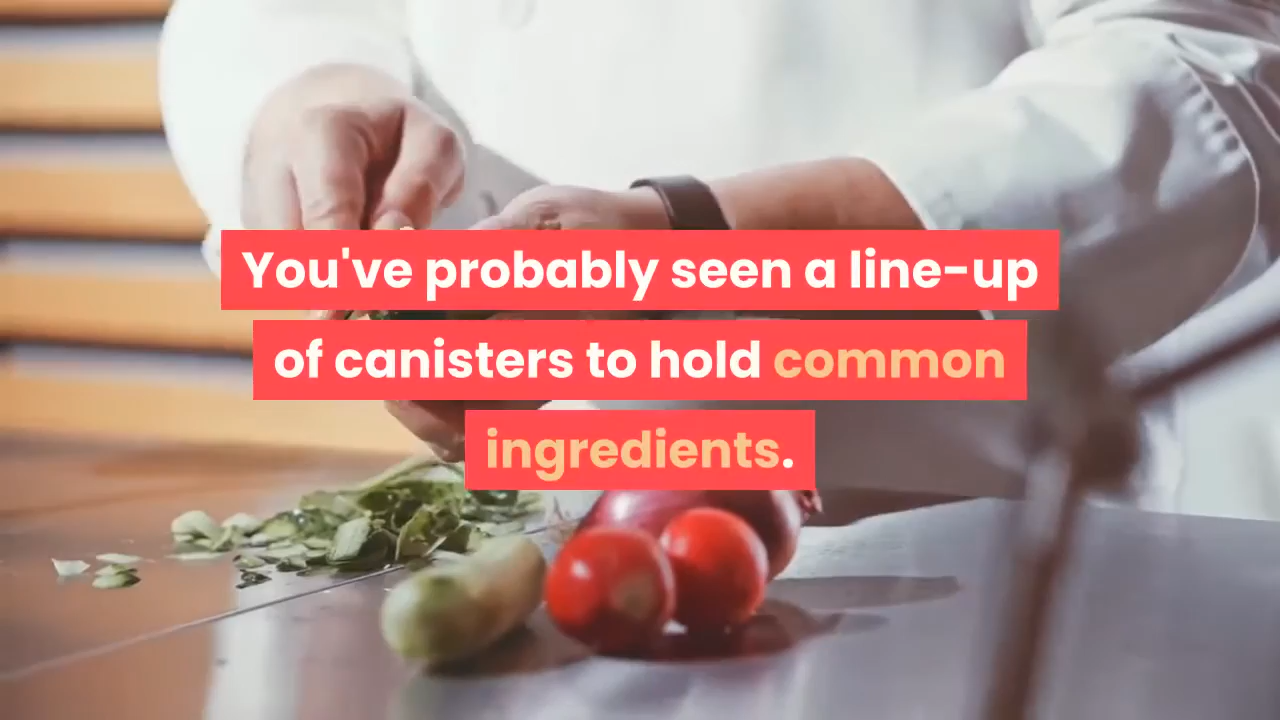 You've probably seen a line-up
of canisters to hold common
ingredients.